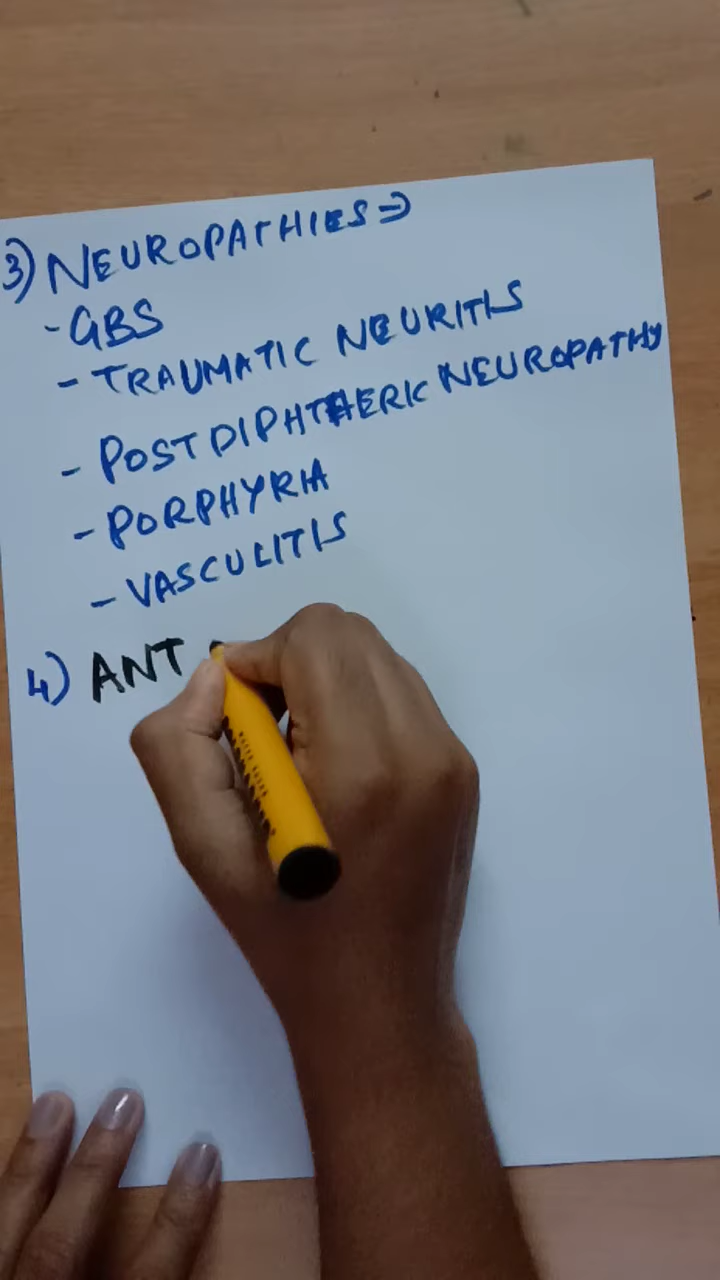 3) NEUROPATHIES ⇒
- GBS
- TRAUMATIC NEURITIS
- POSTDIPHTHERIC NEUROPATHY
- PORPHYRIA
- VASCULITIS
4) ANT